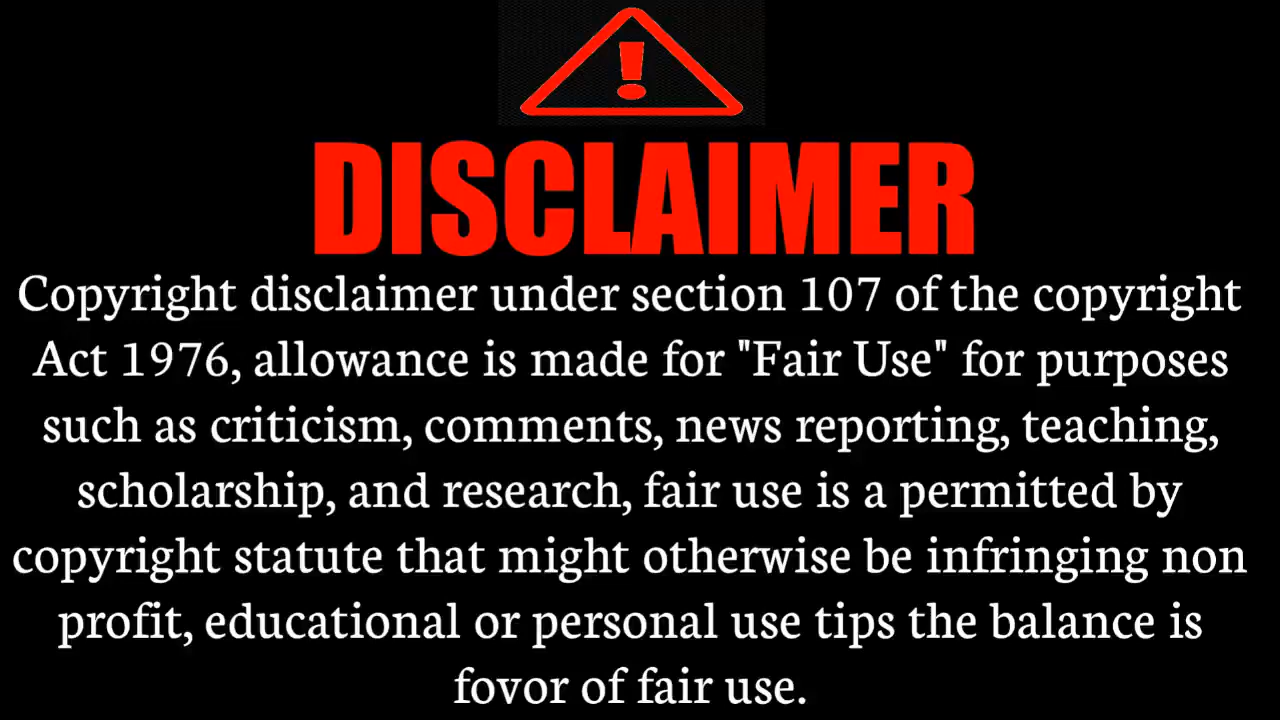 DISCLAIMER
Copyright disclaimer under section 107 of the copyright
Act 1976, allowance is made for "Fair Use" for purposes
such as criticism, comments, news reporting, teaching,
scholarship, and research, fair use is a permitted by
copyright statute that might otherwise be infringing non
profit, educational or personal use tips the balance is
fovor of fair use.